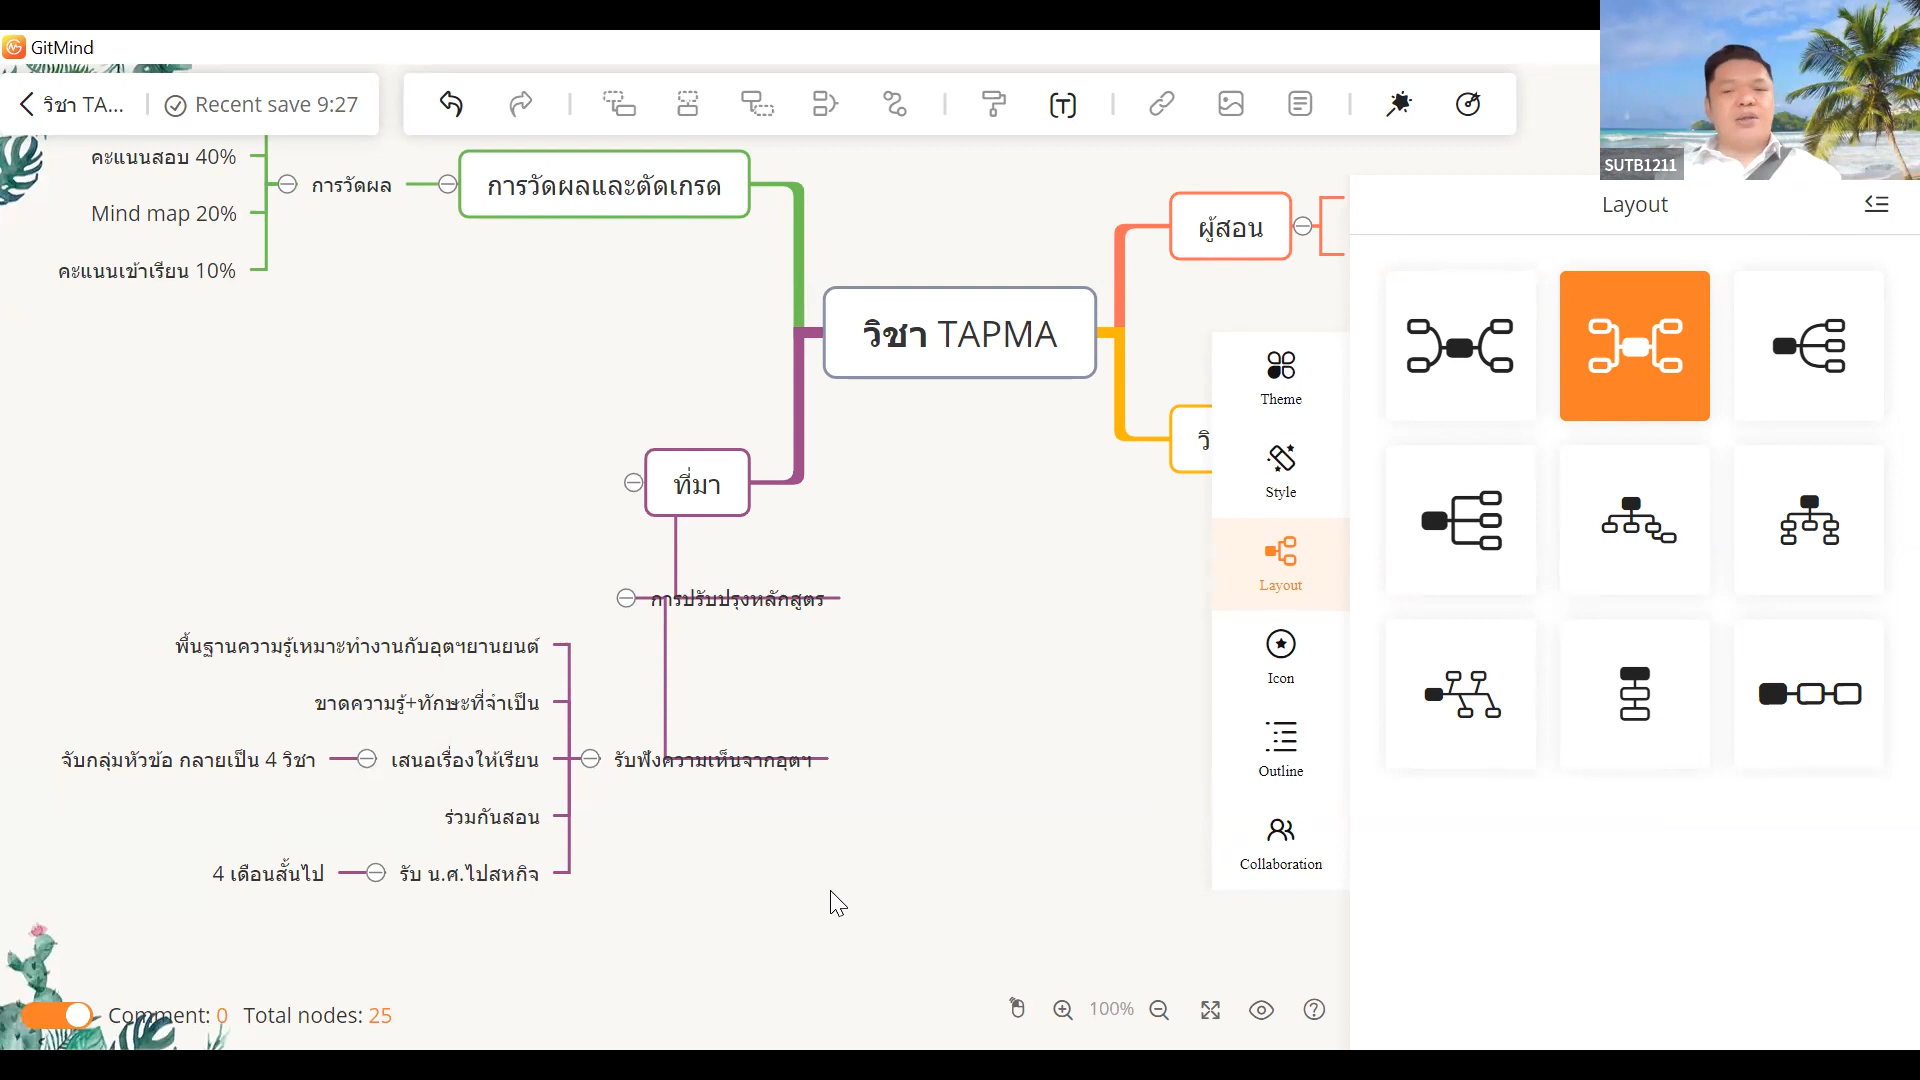 GitMind
วิชา TA...
Recent save 9:27
SUTB1211
คะแนนสอบ 40%
การวัดผล
การวัดผลและตัดเกรด
Mind map 20%
คะแนนเข้าเรียน 10%
ผู้สอน
วิชา TAPMA
วิ
ที่มา
การปรับปรุงหลักสูตร
พื้นฐานความรู้เหมาะทำงานกับอุตฯยานยนต์
ขาดความรู้+ทักษะที่จำเป็น
จับกลุ่มหัวข้อ กลายเป็น 4 วิชา
เสนอเรื่องให้เรียน
รับฟังความเห็นจากอุตฯ
ร่วมกันสอน
4 เดือนสั้นไป
รับ น.ศ.ไปสหกิจ
Theme
Style
Layout
Icon
Outline
Collaboration
Layout
Comment: 0
Total nodes: 25
100%